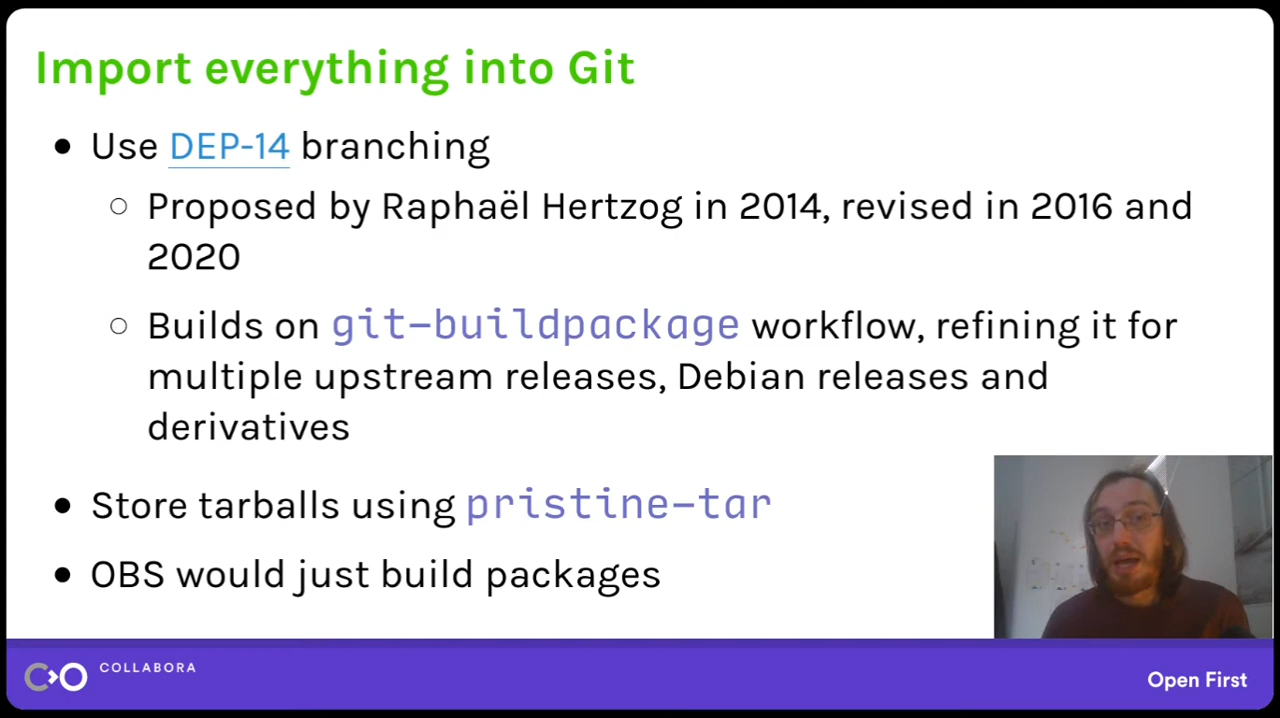 Import everything into Git
Use DEP-14 branching
Proposed by Raphaël Hertzog in 2014, revised in 2016 and
2020
Builds on git-buildpackage workflow, refining it for
multiple upstream releases, Debian releases and
derivatives
Store tarballs using pristine-tar
OBS would just build packages
COLLABORA
Open First